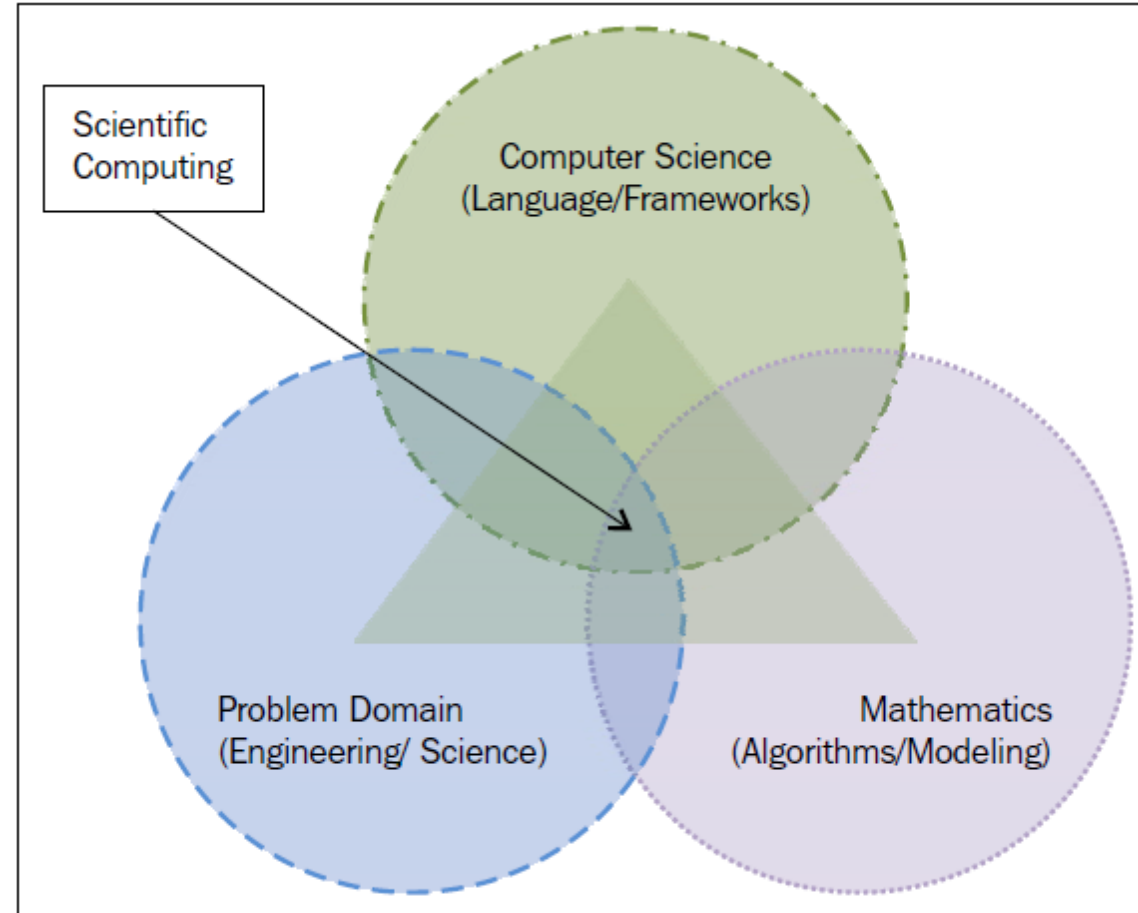 Scientific
Computing
Computer Science
(Language/Frameworks)
Problem Domain
(Engineering/ Science)
Mathematics
(Algorithms/Modeling)